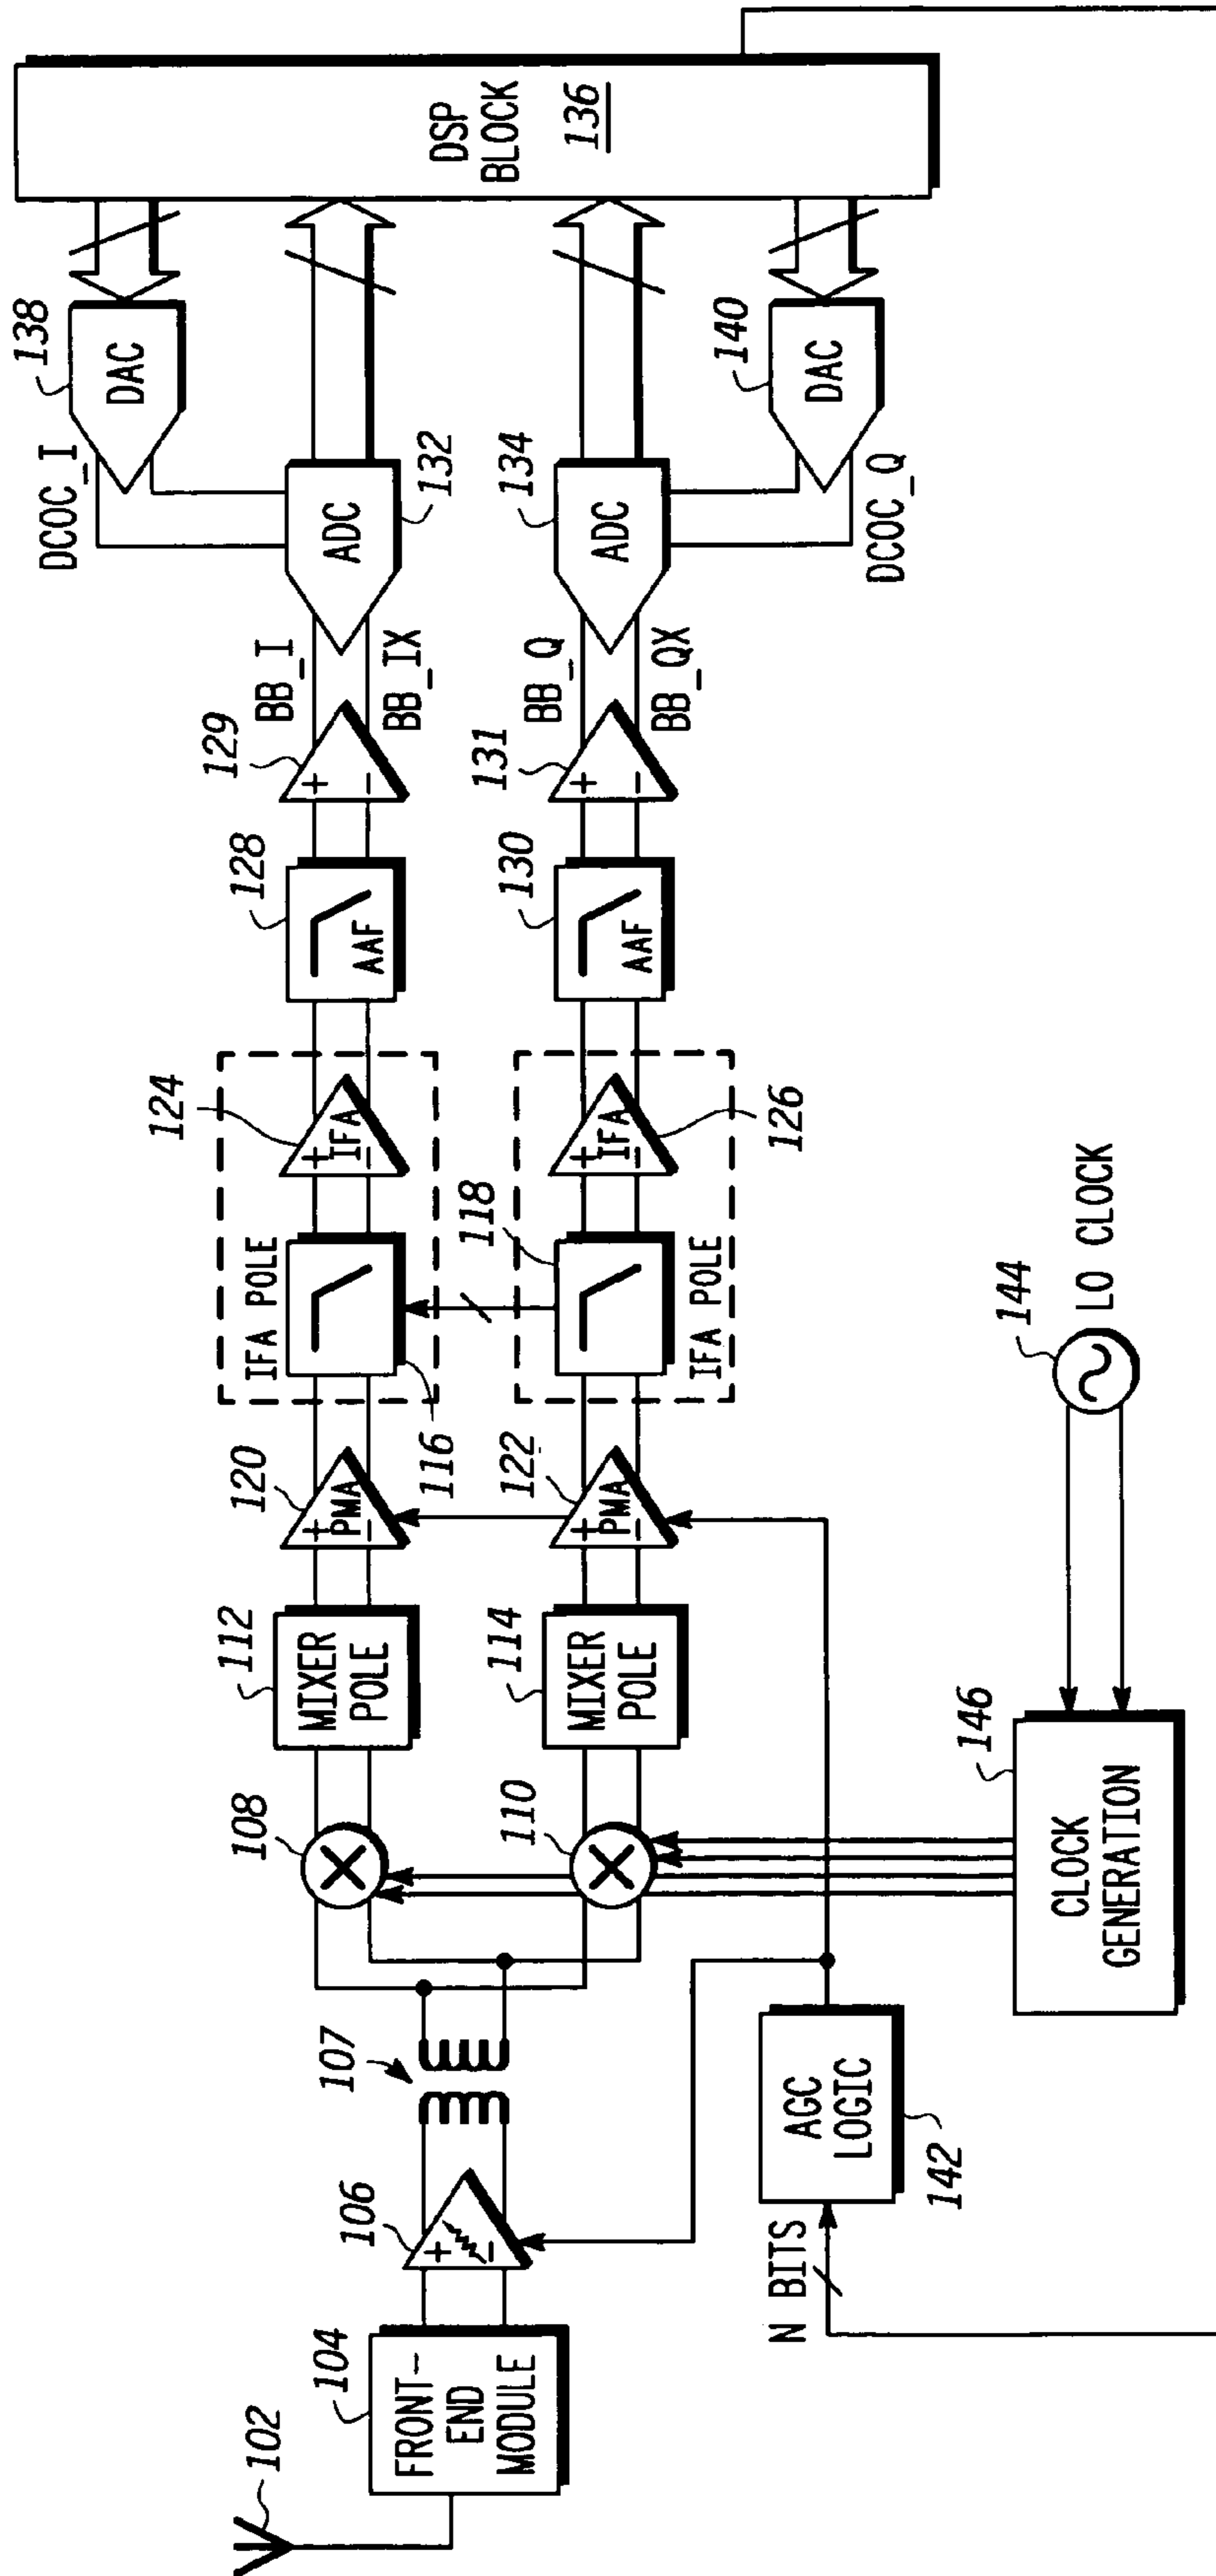 102
104
FRONT-
END
MODULE
106
+
-
107
108
110
112
MIXER
POLE
114
MIXER
POLE
120
+
PMA
-
122
+
PMA
-
116
IFA POLE
118
IFA POLE
124
+
IFA
-
126
+
IFA
-
128
AAF
130
AAF
129
+
-
131
+
-
BB_I
BB_IX
BB_Q
BB_QX
132
ADC
134
ADC
DCOC_I
138
DAC
DCOC_Q
140
DAC
DSP
BLOCK
136
N BITS
AGC
LOGIC
142
CLOCK
GENERATION
146
144
LO CLOCK